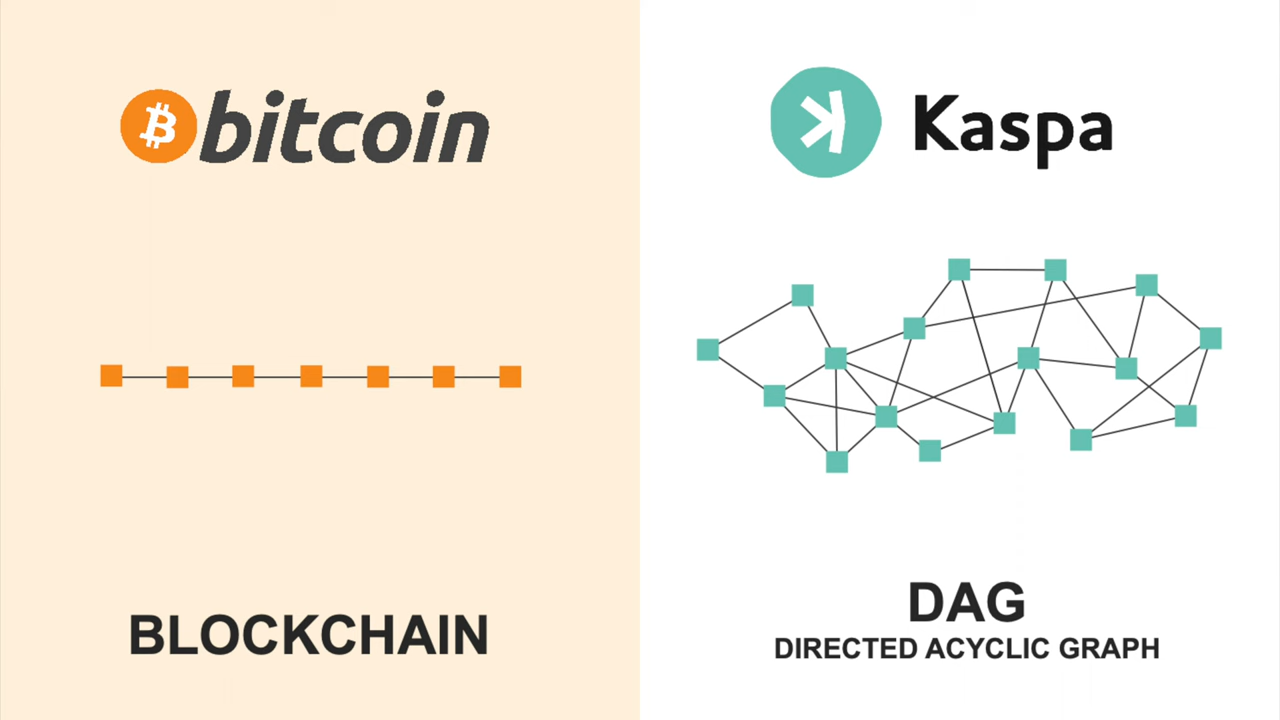 bitcoin
BLOCKCHAIN
Kaspa
DAG
DIRECTED ACYCLIC GRAPH